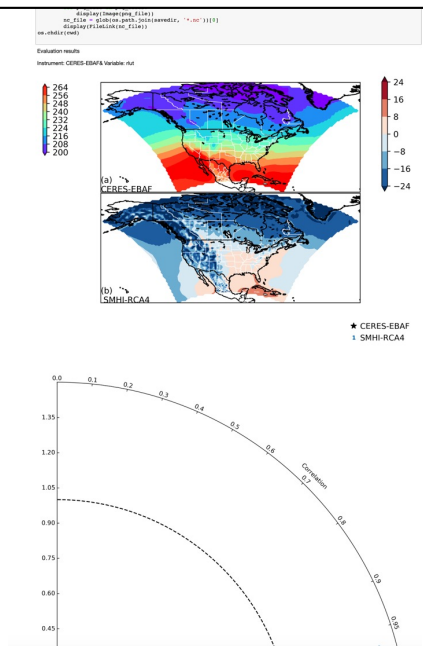 display(Image(png_file))
nc_file = glob(os.path.join(savedir, '*.nc'))[0]
display(FileLink(nc_file))
os.chdir(cwd)
Evaluation results
Instrument: CERES-EBAF& Variable: rlut
264
256
248
240
232
224
216
208
200
24
16
8
0
−8
−16
−24
(a)
CERES-EBAF
(b)
SMHI-RCA4
★ CERES-EBAF
1 SMHI-RCA4
0.0
0.1
0.2
0.3
0.4
0.5
0.6
Correlation
0.7
0.8
0.9
0.95
1.35
1.20
1.05
0.90
0.75
0.60
0.45